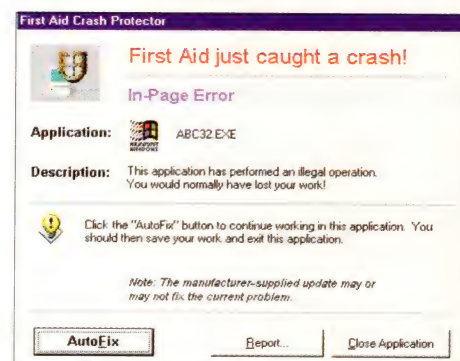 First Aid Crash Protector
First Aid just caught a crash!
In-Page Error
Application:
ABC32.EXE
Description:
This application has performed an illegal operation.
You would normally have lost your work!
Click the "AutoFix" button to continue working in this application. You
should then save your work and exit this application.
Note: The manufacturer-supplied update may or
may not fix the current problem.
AutoFix
Report...
Close Application